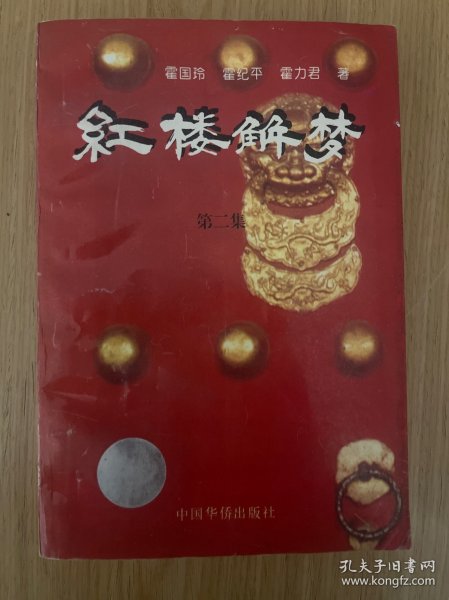 霍国玲 霍纪平 霍力君 著
紅楼解梦
第二集
中国华侨出版社
孔夫子旧书网
www.kongfz.com